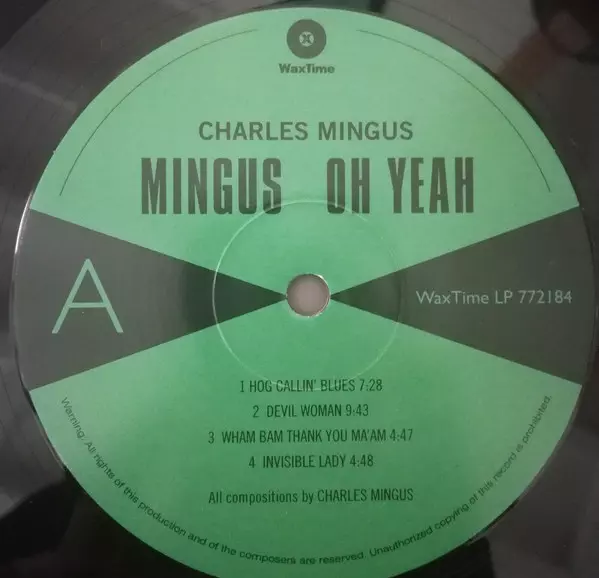 WaxTime
CHARLES MINGUS
MINGUS OH YEAH
A
WaxTime LP 772184
1 HOG CALLIN' BLUES 7:28
2 DEVIL WOMAN 9:43
3 WHAM BAM THANK YOU MA'AM 4:47
4 INVISIBLE LADY 4:48
All compositions by CHARLES MINGUS
Warning: All rights of this production and of the composers are reserved. Unauthorized copying of this record is prohibited.